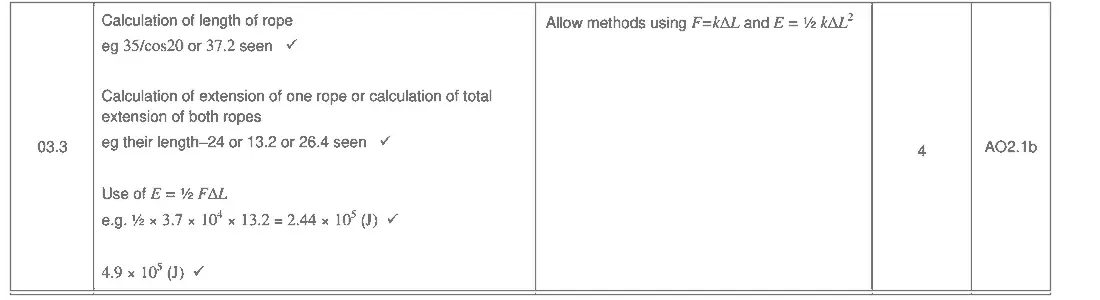 Calculation of length of rope
eg 35/cos20 or 37.2 seen ✓
Calculation of extension of one rope or calculation of total
extension of both ropes
eg their length–24 or 13.2 or 26.4 seen ✓
Use of E = ½ FΔL
e.g. ½ × 3.7 × 10⁴ × 13.2 = 2.44 × 10⁵ (J) ✓
4.9 × 10⁵ (J) ✓
03.3
Allow methods using F=kΔL and E = ½ kΔL²
4
AO2.1b